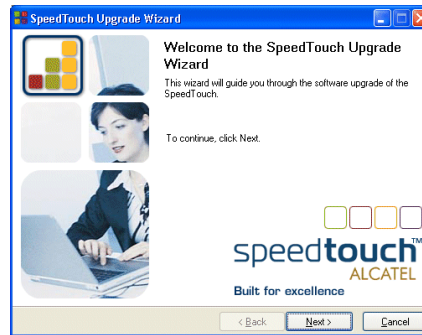 SpeedTouch Upgrade Wizard
Welcome to the SpeedTouch Upgrade
Wizard
This wizard will guide you through the software upgrade of the
SpeedTouch.
To continue, click Next.
speedtouch™
ALCATEL
Built for excellence
< Back
Next >
Cancel